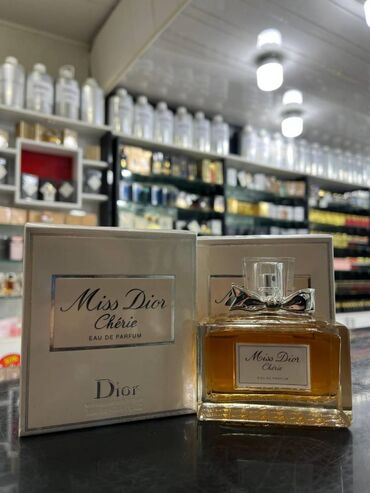 Miss Dior
Chérie
EAU DE PARFUM
Dior
Miss Dior
Chérie
EAU DE PARFUM